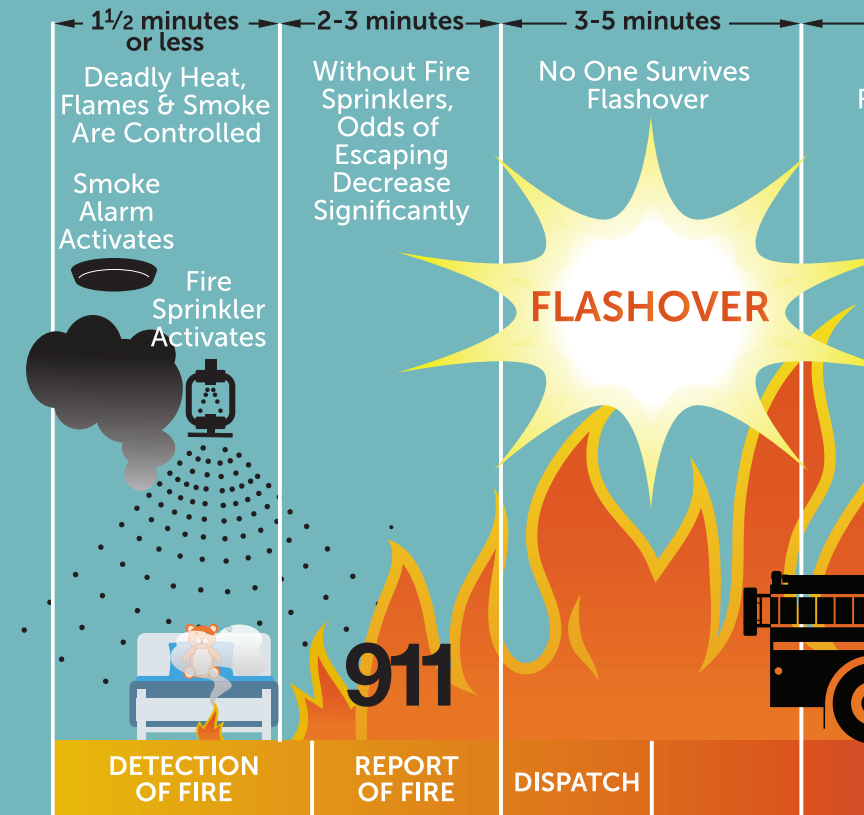 1½ minutes
or less
2-3 minutes
3-5 minutes
Deadly Heat,
Flames & Smoke
Are Controlled
Without Fire
Sprinklers,
Odds of
Escaping
Decrease
Significantly
No One Survives
Flashover
Smoke
Alarm
Activates
Fire
Sprinkler
Activates
FLASHOVER
911
DETECTION
OF FIRE
REPORT
OF FIRE
DISPATCH